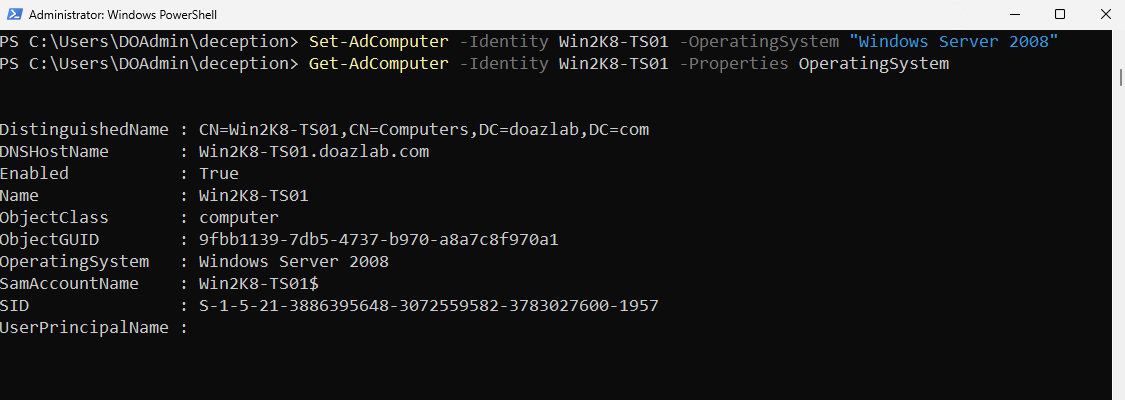 Administrator: Windows PowerShell
PS C:\Users\DOAdmin\deception> Set-AdComputer -Identity Win2K8-TS01 -OperatingSystem "Windows Server 2008"
PS C:\Users\DOAdmin\deception> Get-AdComputer -Identity Win2K8-TS01 -Properties OperatingSystem
DistinguishedName : CN=Win2K8-TS01,CN=Computers,DC=doazlab,DC=com
DNSHostName       : Win2K8-TS01.doazlab.com
Enabled           : True
Name              : Win2K8-TS01
ObjectClass       : computer
ObjectGUID        : 9fbb1139-7db5-4737-b970-a8a7c8f970a1
OperatingSystem   : Windows Server 2008
SamAccountName    : Win2K8-TS01$
SID               : S-1-5-21-3886395648-3072559582-3783027600-1957
UserPrincipalName :